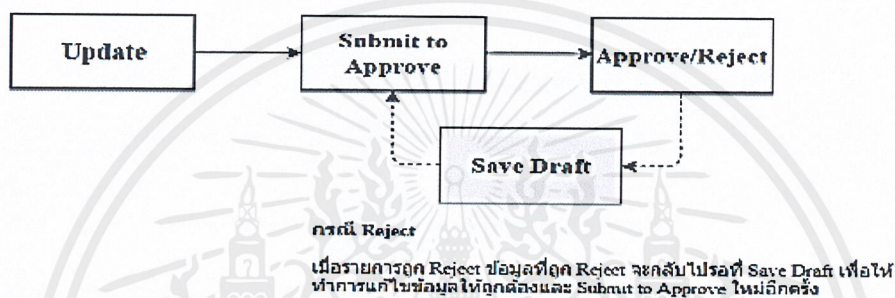 Update
Submit to
Approve
Approve/Reject
Save Draft
กรณี Reject
เมื่อรายการถูก Reject ข้อมูลที่ถูก Reject จะกลับไปรอที่ Save Draft เพื่อให้
ทำการแก้ไขข้อมูลให้ถูกต้องและ Submit to Approve ใหม่อีกครั้ง